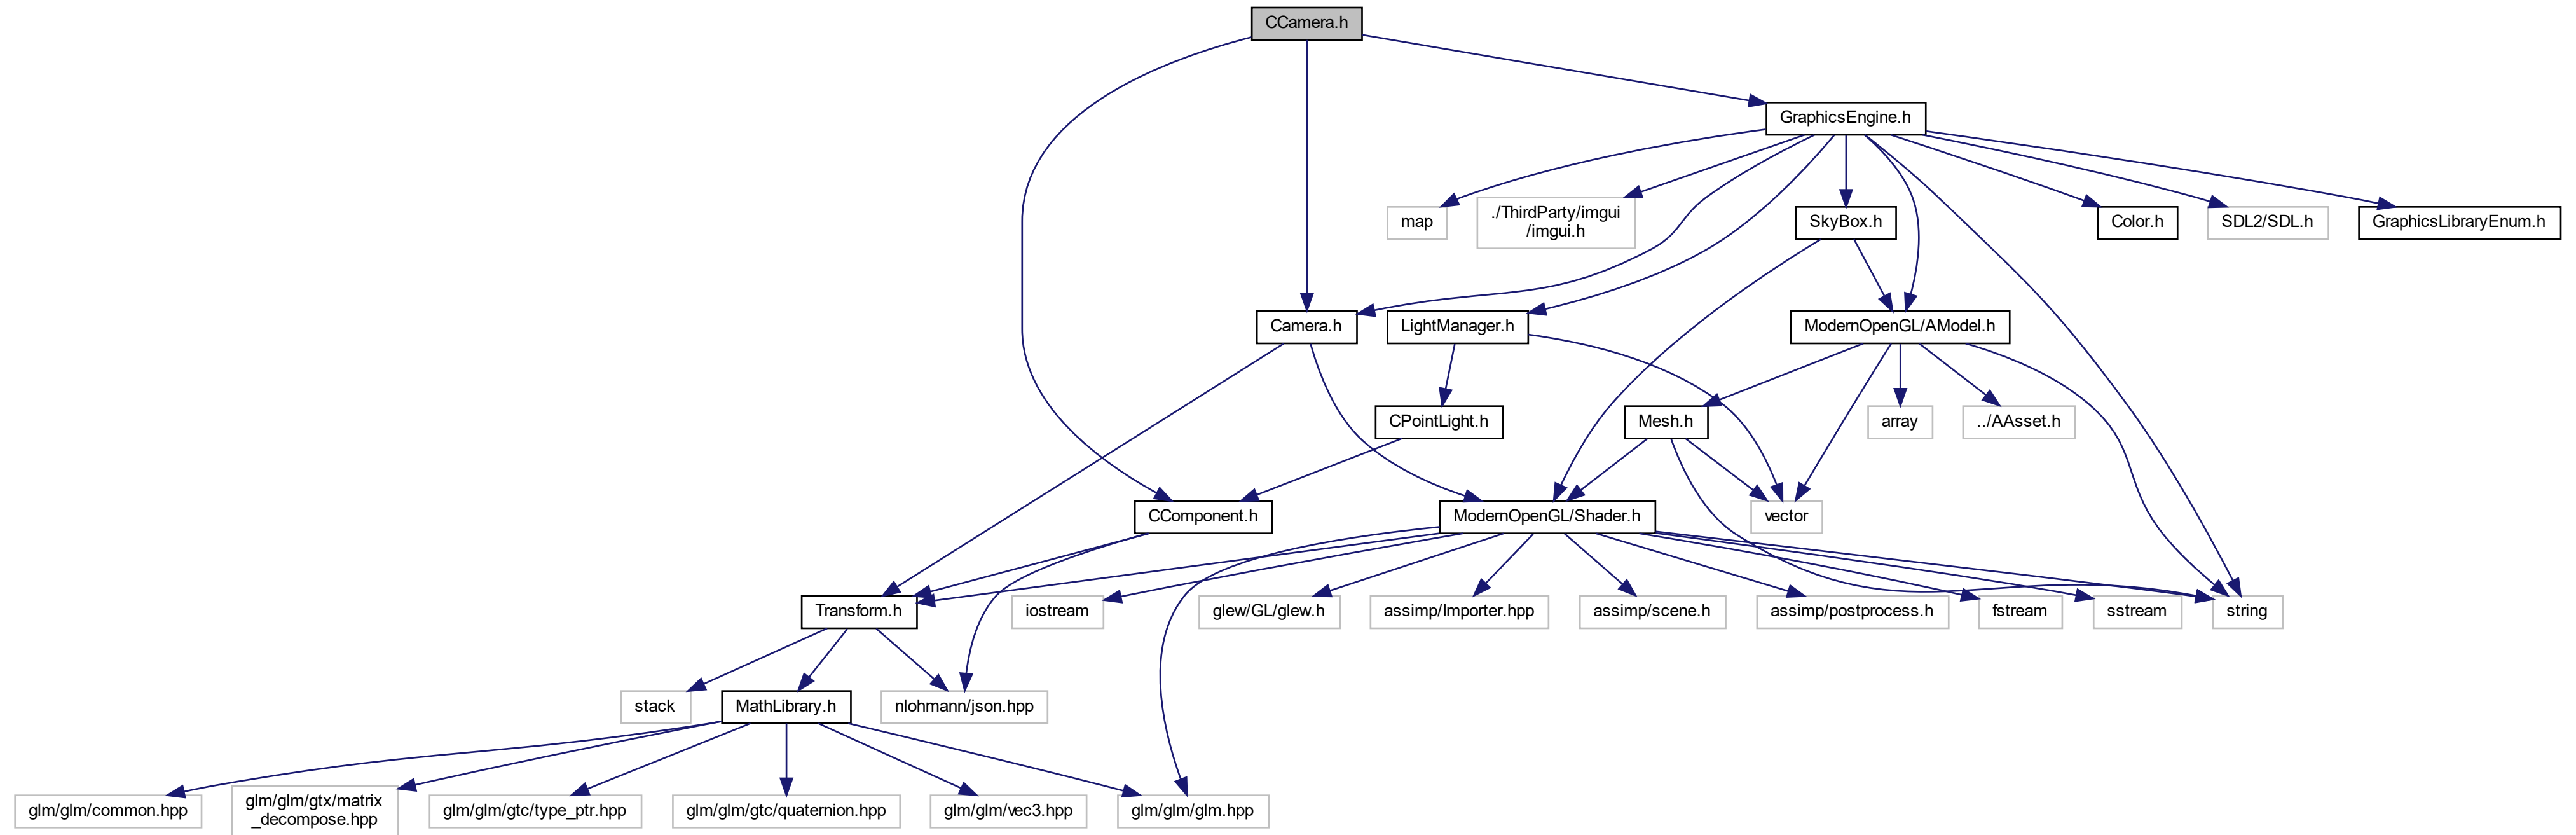 CCamera.h
GraphicsEngine.h
map
./ThirdParty/imgui
/imgui.h
SkyBox.h
Color.h
SDL2/SDL.h
GraphicsLibraryEnum.h
Camera.h
LightManager.h
ModernOpenGL/AModel.h
CPointLight.h
Mesh.h
array
../AAsset.h
CComponent.h
ModernOpenGL/Shader.h
vector
Transform.h
iostream
glew/GL/glew.h
assimp/Importer.hpp
assimp/scene.h
assimp/postprocess.h
fstream
sstream
string
stack
MathLibrary.h
nlohmann/json.hpp
glm/glm/common.hpp
glm/glm/gtx/matrix
_decompose.hpp
glm/glm/gtc/type_ptr.hpp
glm/glm/gtc/quaternion.hpp
glm/glm/vec3.hpp
glm/glm/glm.hpp